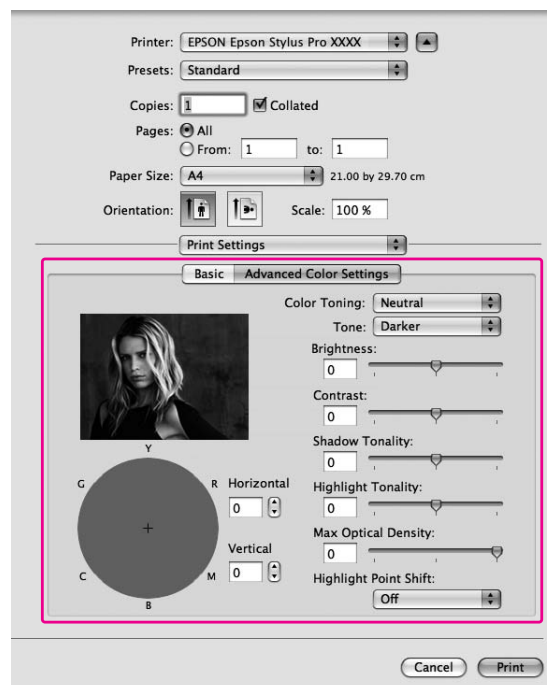 Printer: EPSON Epson Stylus Pro XXXX
Presets: Standard
Copies: 1 Collated
Pages: All
From: 1 to: 1
Paper Size: A4 21.00 by 29.70 cm
Orientation: Scale: 100 %
Print Settings
Basic Advanced Color Settings
Color Toning: Neutral
Tone: Darker
Brightness:
0
Contrast:
0
Shadow Tonality:
0
Highlight Tonality:
0
Max Optical Density:
0
Highlight Point Shift:
Off
Y
G R
C M
B
Horizontal
0
Vertical
0
Cancel Print